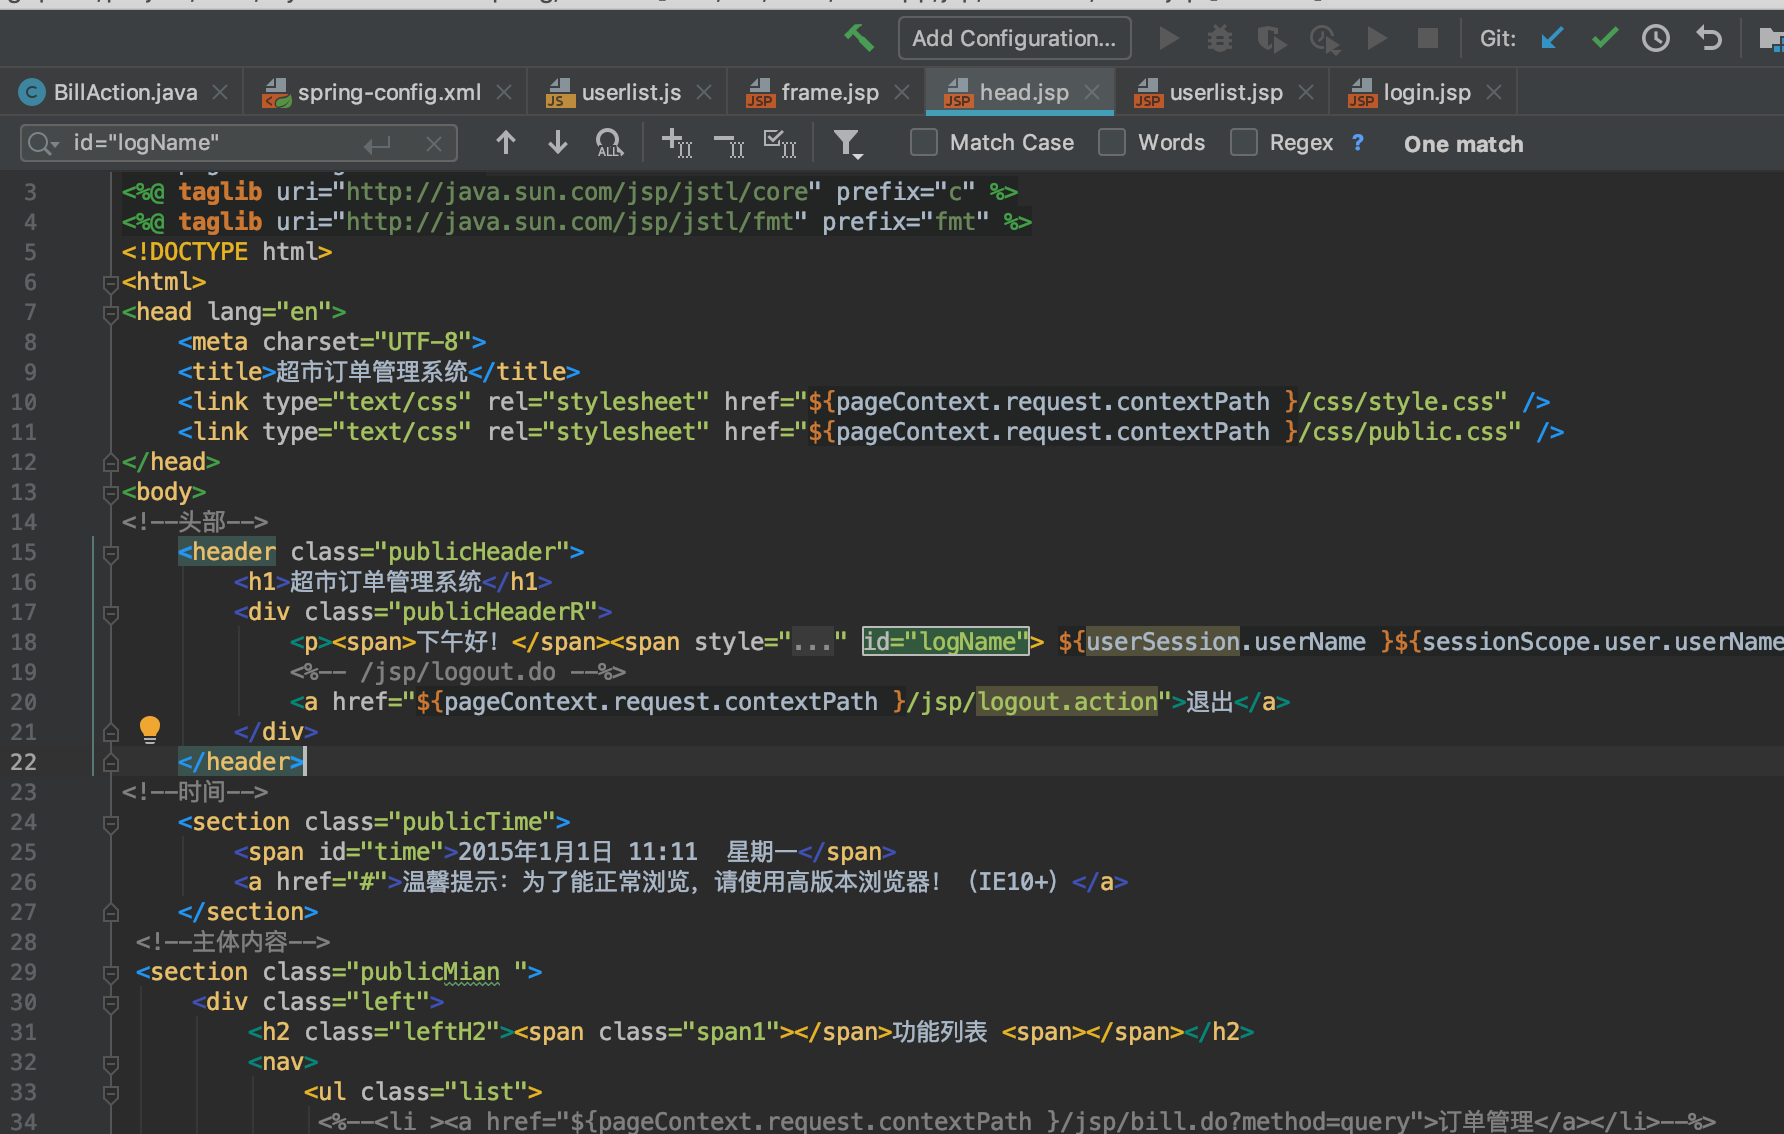 Add Configuration... Git:
BillAction.java spring-config.xml userlist.js frame.jsp head.jsp userlist.jsp login.jsp
id="logName" Match Case Words Regex ? One match
3 <%@ taglib uri="http://java.sun.com/jsp/jstl/core" prefix="c" %>
4 <%@ taglib uri="http://java.sun.com/jsp/jstl/fmt" prefix="fmt" %>
5 <!DOCTYPE html>
6 <html>
7 <head lang="en">
8 <meta charset="UTF-8">
9 <title>超市订单管理系统</title>
10 <link type="text/css" rel="stylesheet" href="${pageContext.request.contextPath }/css/style.css" />
11 <link type="text/css" rel="stylesheet" href="${pageContext.request.contextPath }/css/public.css" />
12 </head>
13 <body>
14 <!--头部-->
15 <header class="publicHeader">
16 <h1>超市订单管理系统</h1>
17 <div class="publicHeaderR">
18 <p><span>下午好！</span><span style="..." id="logName"> ${userSession.userName }${sessionScope.user.userName
19 <%-- /jsp/logout.do --%>
20 <a href="${pageContext.request.contextPath }/jsp/logout.action">退出</a>
21 </div>
22 </header>
23 <!--时间-->
24 <section class="publicTime">
25 <span id="time">2015年1月1日 11:11  星期一</span>
26 <a href="#">温馨提示：为了能正常浏览，请使用高版本浏览器！（IE10+）</a>
27 </section>
28 <!--主体内容-->
29 <section class="publicMian ">
30 <div class="left">
31 <h2 class="leftH2"><span class="span1"></span>功能列表 <span></span></h2>
32 <nav>
33 <ul class="list">
34 <%--<li ><a href="${pageContext.request.contextPath }/jsp/bill.do?method=query">订单管理</a></li>--%>